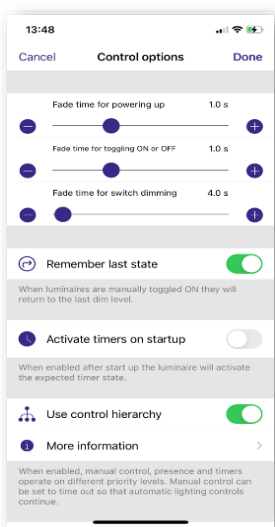 13:48
Cancel Control options Done
Fade time for powering up 1.0 s
Fade time for toggling ON or OFF 1.0 s
Fade time for switch dimming 4.0 s
Remember last state
When luminaires are manually toggled ON they will
return to the last dim level.
Activate timers on startup
When enabled after start up the luminaire will activate
the expected timer state.
Use control hierarchy
More information
When enabled, manual control, presence and timers
operate on different priority levels. Manual control can
be set to time out so that automatic lighting controls
continue.